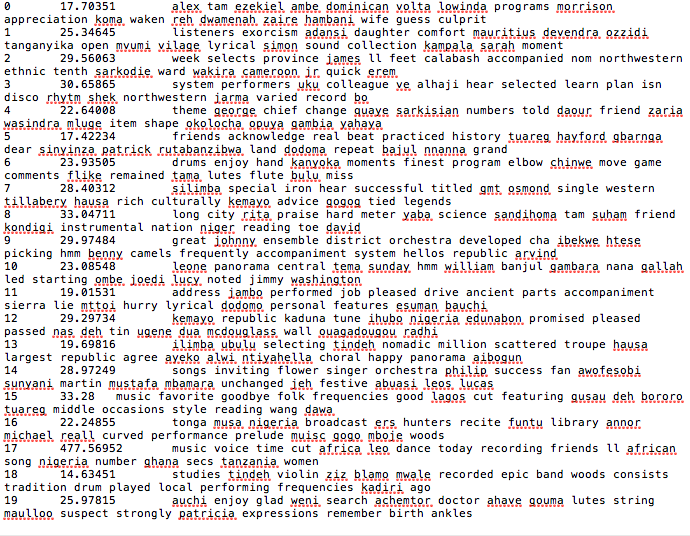 0 17.70351 alex tam ezekiel ambe dominican volta lowinda programs morrison
appreciation koma waken reh dwamenah zaire hambani wife guess culprit
1 25.34645 listeners exorcism adansi daughter comfort mauritius devendra ozzidi
tanganyika open mvumi vilage lyrical simon sound collection kampala sarah moment
2 29.56063 week selects province james ll feet calabash accompanied nom northwestern
ethnic tenth sarkodie ward wakira cameroon jr quick erem
3 30.65865 system performers uku colleague ve alhaji hear selected learn plan isn
disco rhytm shek northwestern jarma varied record bo
4 22.64008 theme george chief change quaye sarkisian numbers told daour friend zaria
wasindra mluge item shape okolocha opuya gambia yahaya
5 17.42234 friends acknowledge real beat practiced history tuareg hayford gbarnga
dear sinyinza patrick rutabanzibwa land dodoma repeat bajul nnanna grand
6 23.93505 drums enjoy hand kanyoka moments finest program elbow chinwe move game
comments flike remained tama lutes flute bulu miss
7 28.40312 silimba special iron hear successful titled gmt osmond single western
tillabery hausa rich culturally kemayo advice gogog tied legends
8 33.04711 long city rita praise hard meter yaba science sandihoma tam suham friend
kondigi instrumental nation niger reading toe david
9 29.97484 great johnny ensemble district orchestra developed cha ibekwe htese
picking hmm benny camels frequently accompaniment system hellos republic arvind
10 23.08548 leone panorama central tema sunday hmm william banjul gambara nana gallah
led starting ombe joedi lucy noted jimmy washington
11 19.01531 address jambo performed job pleased drive ancient parts accompaniment
sierra lie mttoi hurry lyrical dodomo personal features esuman bauchi
12 29.29734 kemayo republic kaduna tune ihubo nigeria edunabon promised pleased
passed nas deh tin ugene dua mcdouglass wall ouagadougou radhi
13 19.69816 ilimba ubulu selecting tindeh nomadic million scattered troupe hausa
largest republic agree ayeko alwi ntiyahella choral happy panorama aibogun
14 28.97249 songs inviting flower singer orchestra philip success fan awofesobi
sunyani martin mustafa mbamara unchanged jeh festive abuasi leos lucas
15 33.28 music favorite goodbye folk frequencies good lagos cut featuring gusau deh bororo
tuareg middle occasions style reading wang dawa
16 22.24855 tonga musa nigeria broadcast ers hunters recite funtu library annor
michael reall curved performance prelude muisc gogo mboje woods
17 477.56952 music voice time cut africa leo dance today recording friends ll african
song nigeria number ghana secs tanzania women
18 14.63451 studies tindeh violin ziz blamo mwale recorded epic band woods consists
tradition drum played local performing frequencies kadiri ago
19 25.97815 auchi enjoy glad weni search achemtor doctor ahave gouma lutes string
maulloo suspect strongly patricia expressions remember birth ankles